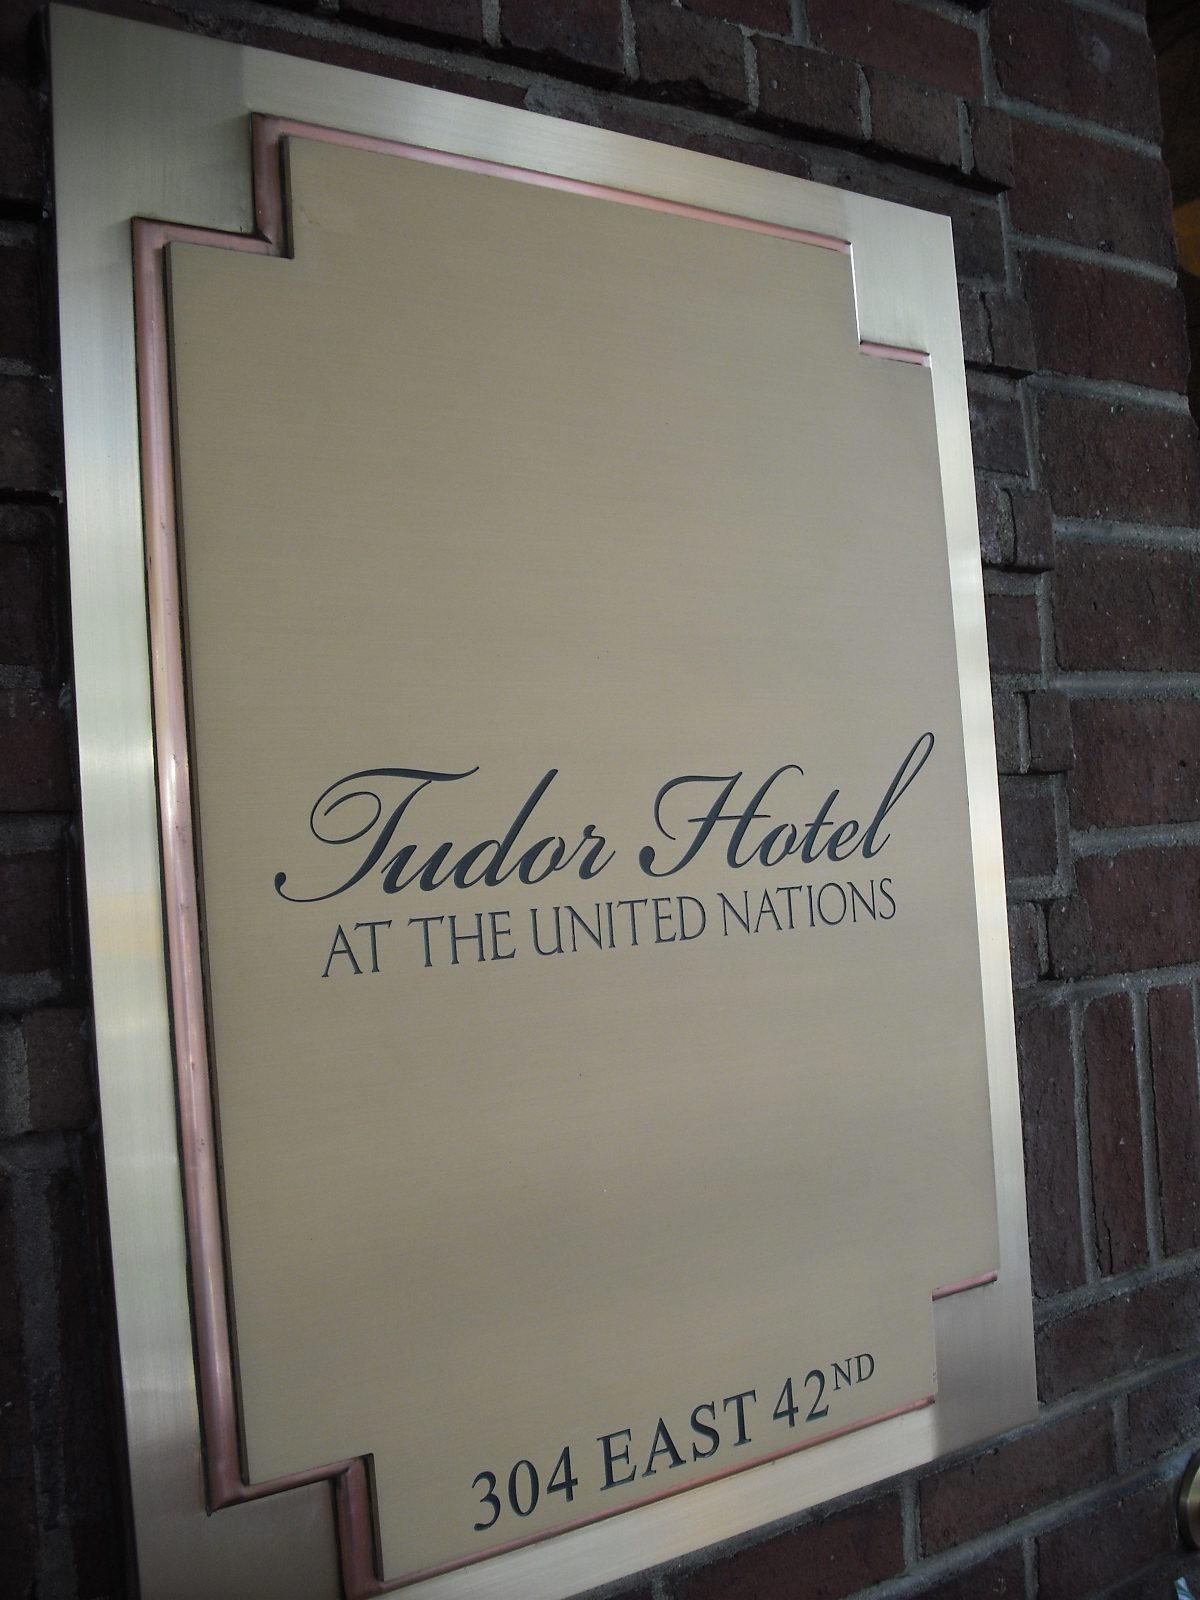 Tudor Hotel
AT THE UNITED NATIONS
304 EAST 42ND